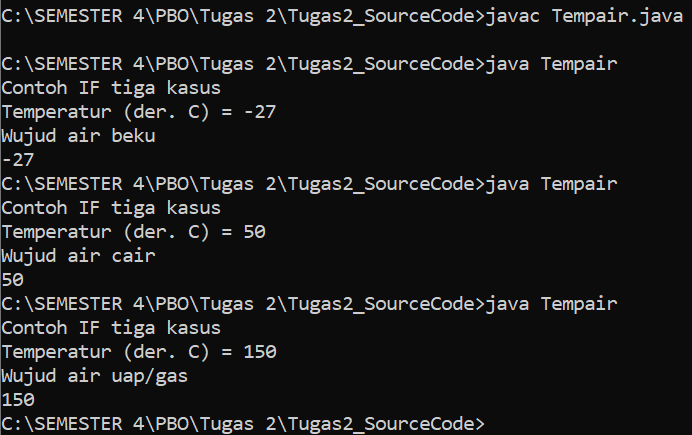 C:\SEMESTER 4\PBO\Tugas 2\Tugas2_SourceCode>javac Tempair.java
C:\SEMESTER 4\PBO\Tugas 2\Tugas2_SourceCode>java Tempair
Contoh IF tiga kasus
Temperatur (der. C) = -27
Wujud air beku
-27
C:\SEMESTER 4\PBO\Tugas 2\Tugas2_SourceCode>java Tempair
Contoh IF tiga kasus
Temperatur (der. C) = 50
Wujud air cair
50
C:\SEMESTER 4\PBO\Tugas 2\Tugas2_SourceCode>java Tempair
Contoh IF tiga kasus
Temperatur (der. C) = 150
Wujud air uap/gas
150
C:\SEMESTER 4\PBO\Tugas 2\Tugas2_SourceCode>